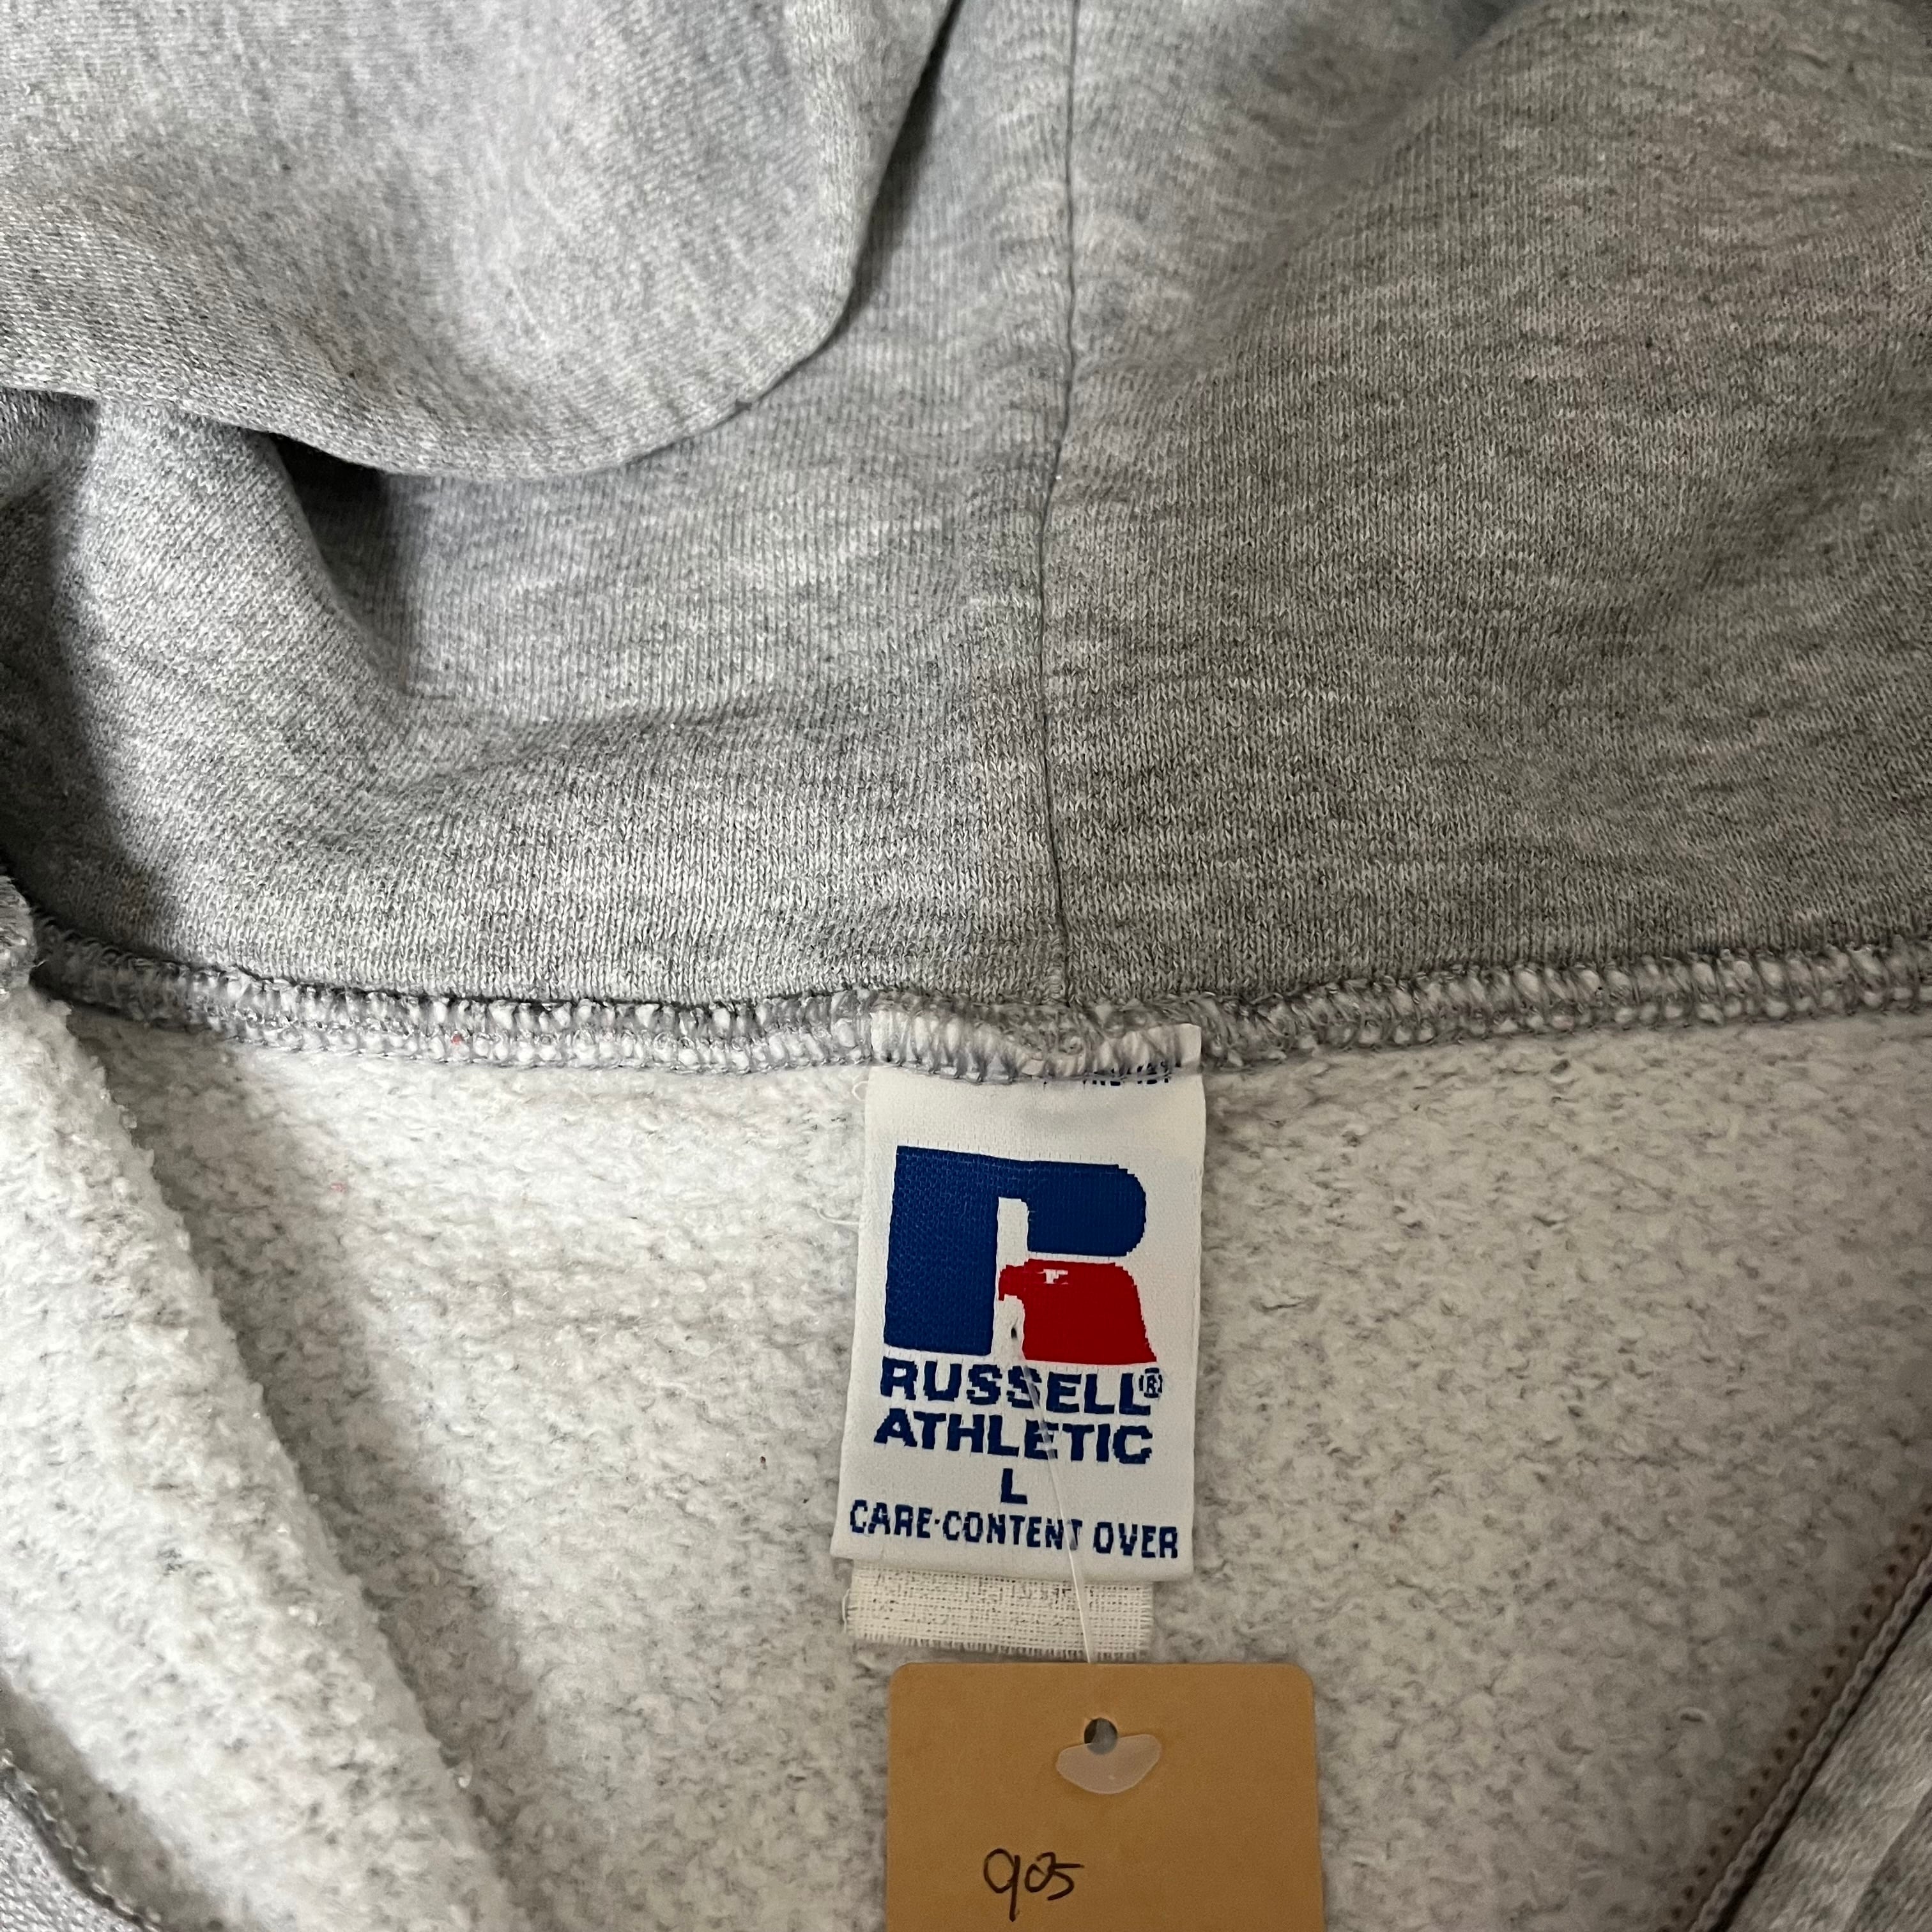 RUSSELL®
ATHLETIC
L
CARE·CONTENT OVER
905